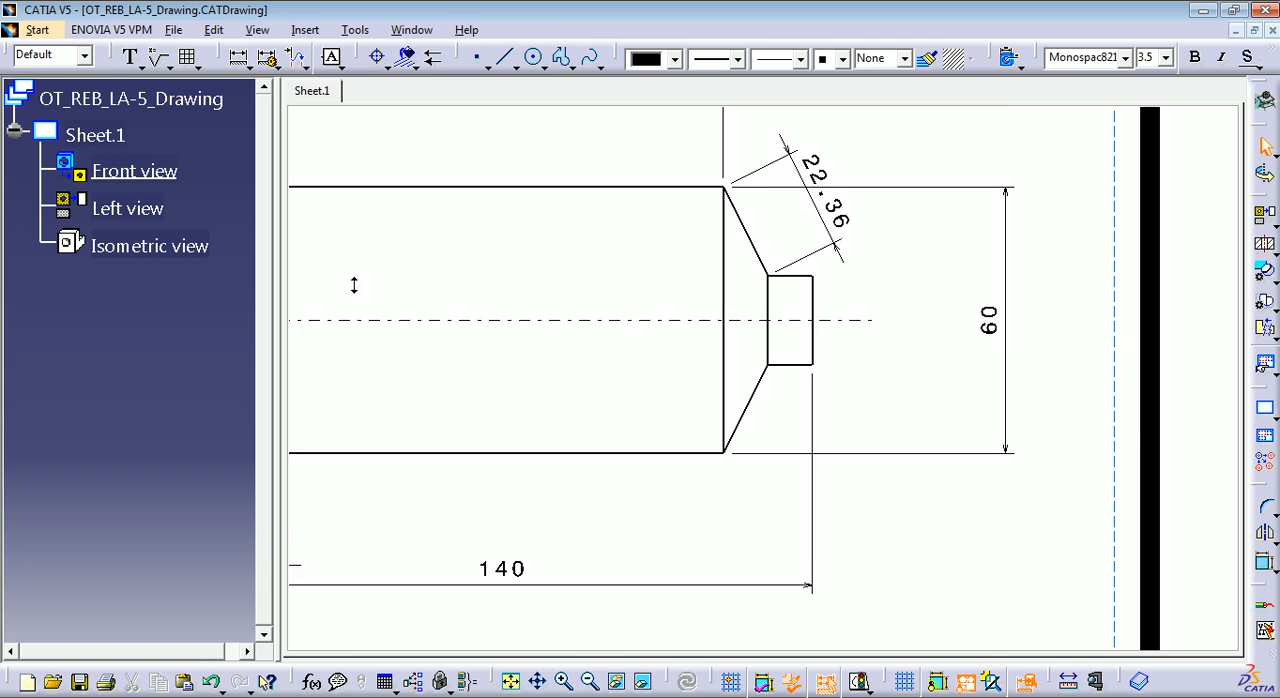 CATIA V5 - [OT_REB_LA-5_Drawing.CATDrawing]
Start ENOVIA V5 VPM File Edit View Insert Tools Window Help
Default T A None Monospac821 3.5 B I S
OT_REB_LA-5_Drawing
Sheet.1
Front view
Left view
Isometric view
Sheet.1
22.36
60
140
f(x)
DS
CATIA